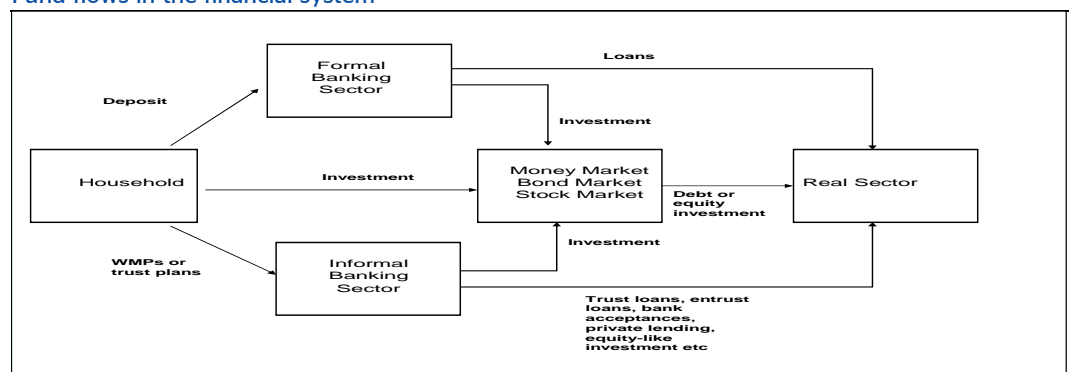 Fund flows in the financial system
Loans
Formal
Banking
Sector
Deposit
Investment
Household
Investment
Money Market
Bond Market
Stock Market
Real Sector
Debt or
equity
investment
Investment
WMPs or
trust plans
Informal
Banking
Sector
Trust loans, entrust
loans, bank
acceptances,
private lending,
equity-like
investment etc